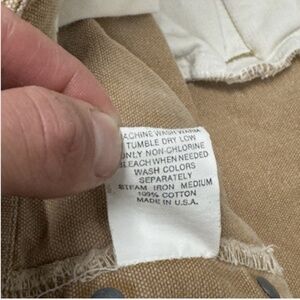 MACHINE WASH WARM
TUMBLE DRY LOW
ONLY NON-CHLORINE
BLEACH WHEN NEEDED
WASH COLORS
SEPARATELY
STEAM IRON MEDIUM
100% COTTON
MADE IN U.S.A.